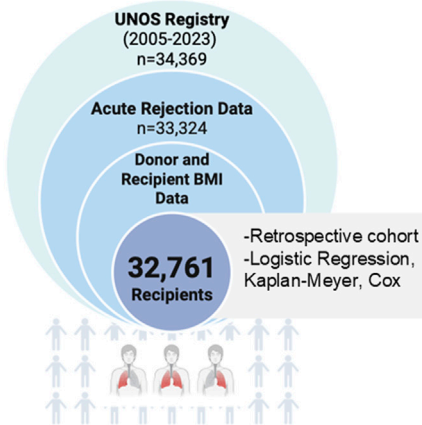 UNOS Registry
(2005-2023)
n=34,369
Acute Rejection Data
n=33,324
Donor and
Recipient BMI
Data
32,761
Recipients
-Retrospective cohort
-Logistic Regression,
Kaplan-Meyer, Cox